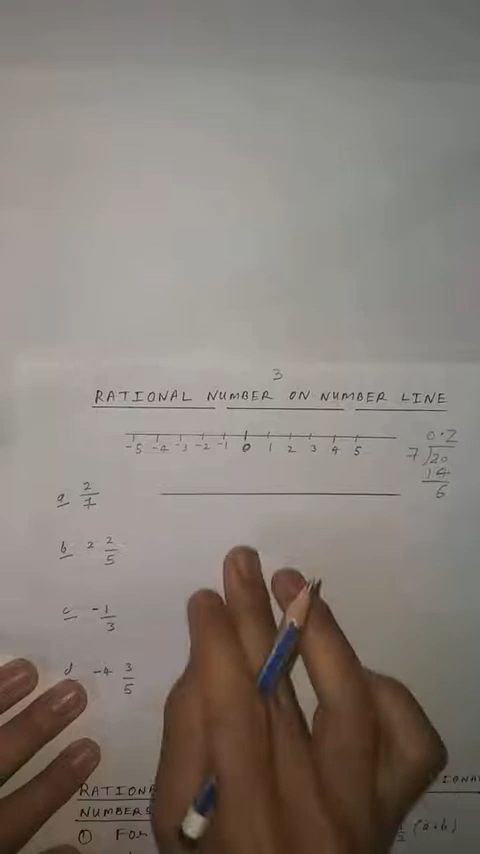 3
RATIONAL NUMBER ON NUMBER LINE
-5 -4 -3 -2 -1 0 1 2 3 4 5
0.2
7)20
14
6
a 2/7
b 2 2/5
c -1/3
d -4 3/5
RATIONA
NUMBERS
① FOR
(a+b)